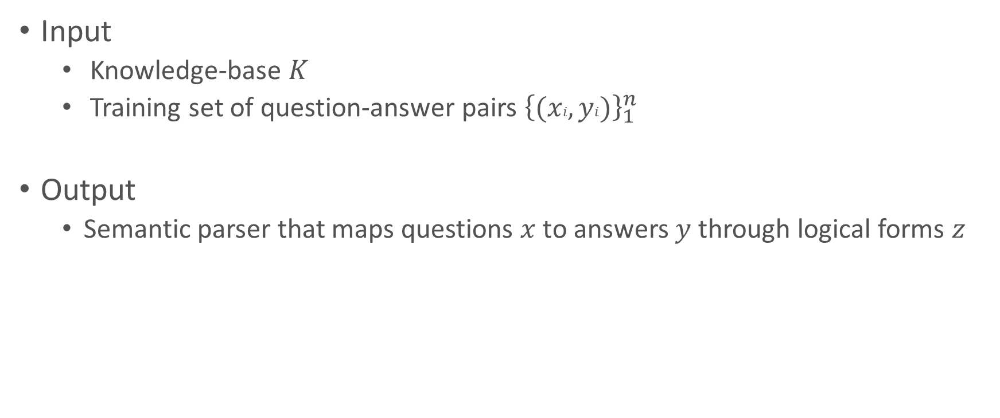 • Input
• Knowledge-base K
• Training set of question-answer pairs {(xᵢ, yᵢ)}₁ⁿ
• Output
• Semantic parser that maps questions x to answers y through logical forms z